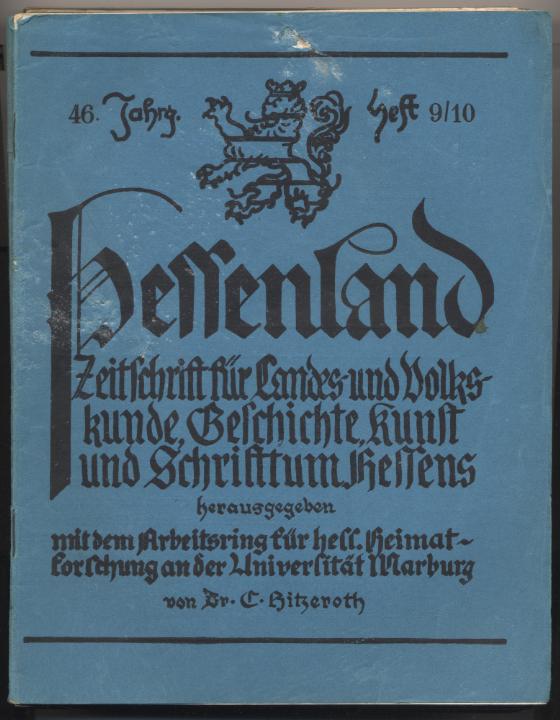 46. Jahrg. Heft 9/10
Hessenland
Zeitschrift für Landes- und Volks-
kunde, Geschichte, Kunst
und Schrifttum Hessens
herausgegeben
mit dem Arbeitsring für hess. Heimat-
forschung an der Universität Marburg
von Dr. C. Hitzeroth